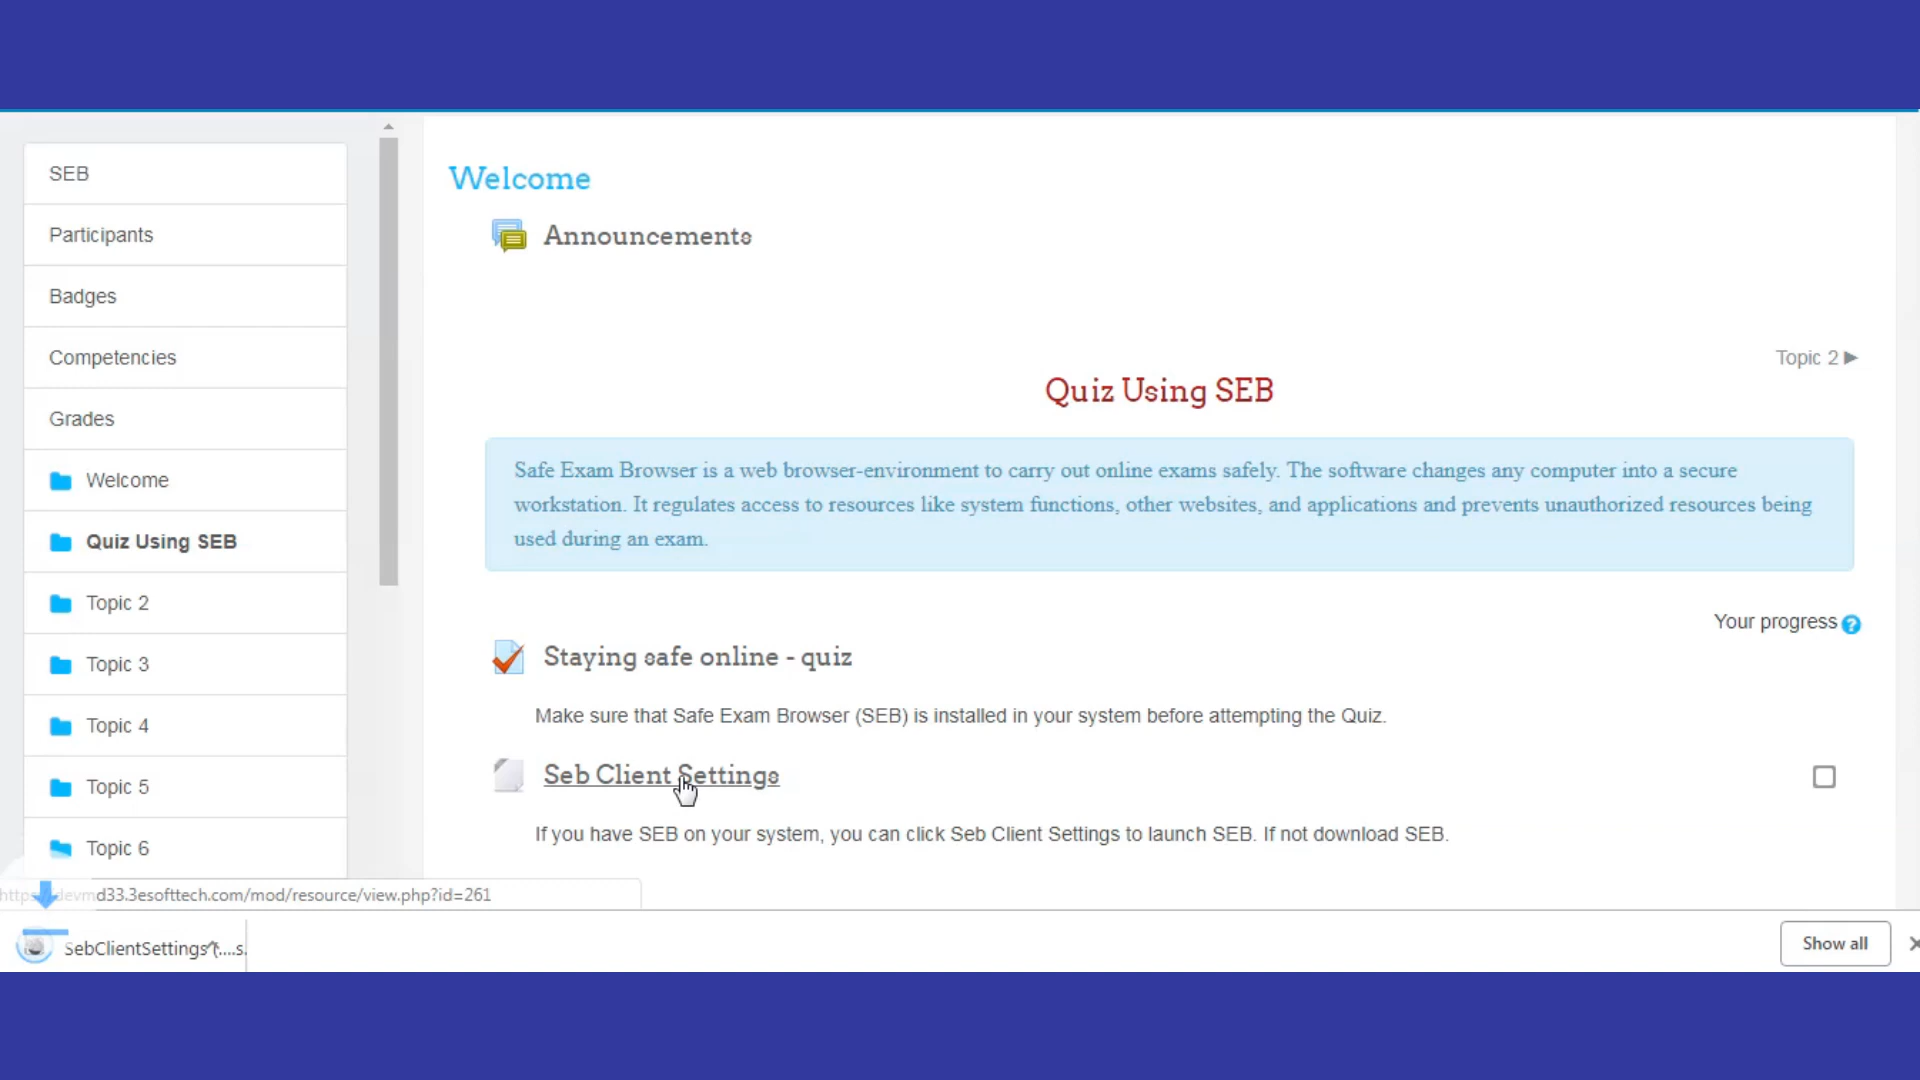 SEB
Participants
Badges
Competencies
Grades
Welcome
Quiz Using SEB
Topic 2
Topic 3
Topic 4
Topic 5
Topic 6
Welcome
Announcements
Topic 2 ▶
Quiz Using SEB
Safe Exam Browser is a web browser-environment to carry out online exams safely. The software changes any computer into a secure
workstation. It regulates access to resources like system functions, other websites, and applications and prevents unauthorized resources being
used during an exam.
Your progress ?
Staying safe online - quiz
Make sure that Safe Exam Browser (SEB) is installed in your system before attempting the Quiz.
Seb Client Settings
If you have SEB on your system, you can click Seb Client Settings to launch SEB. If not download SEB.
https://devmd33.3esofttech.com/mod/resource/view.php?id=261
SebClientSettings (....s.
Show all